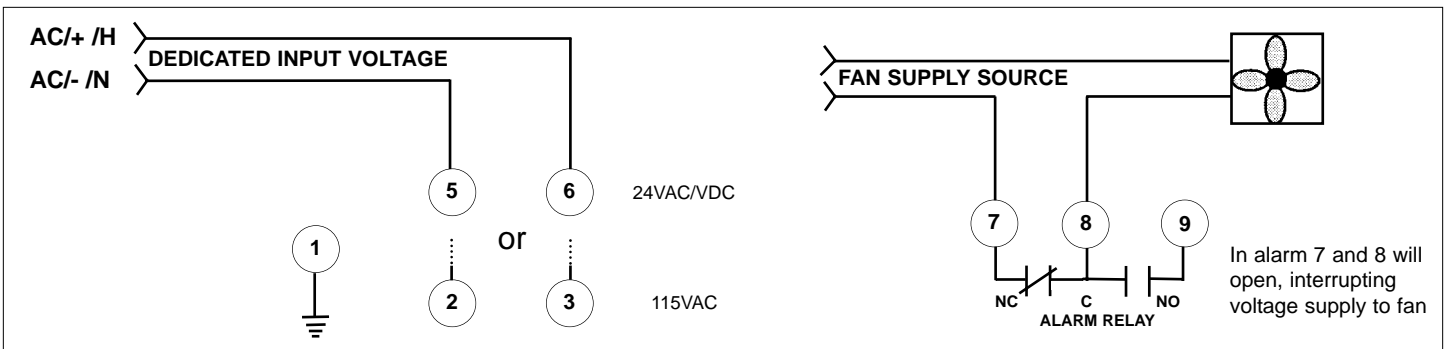 AC/+ /H
DEDICATED INPUT VOLTAGE
AC/- /N
5
6
24VAC/VDC
1
or
2
3
115VAC
FAN SUPPLY SOURCE
7
8
9
NC
C
NO
ALARM RELAY
In alarm 7 and 8 will
open, interrupting
voltage supply to fan